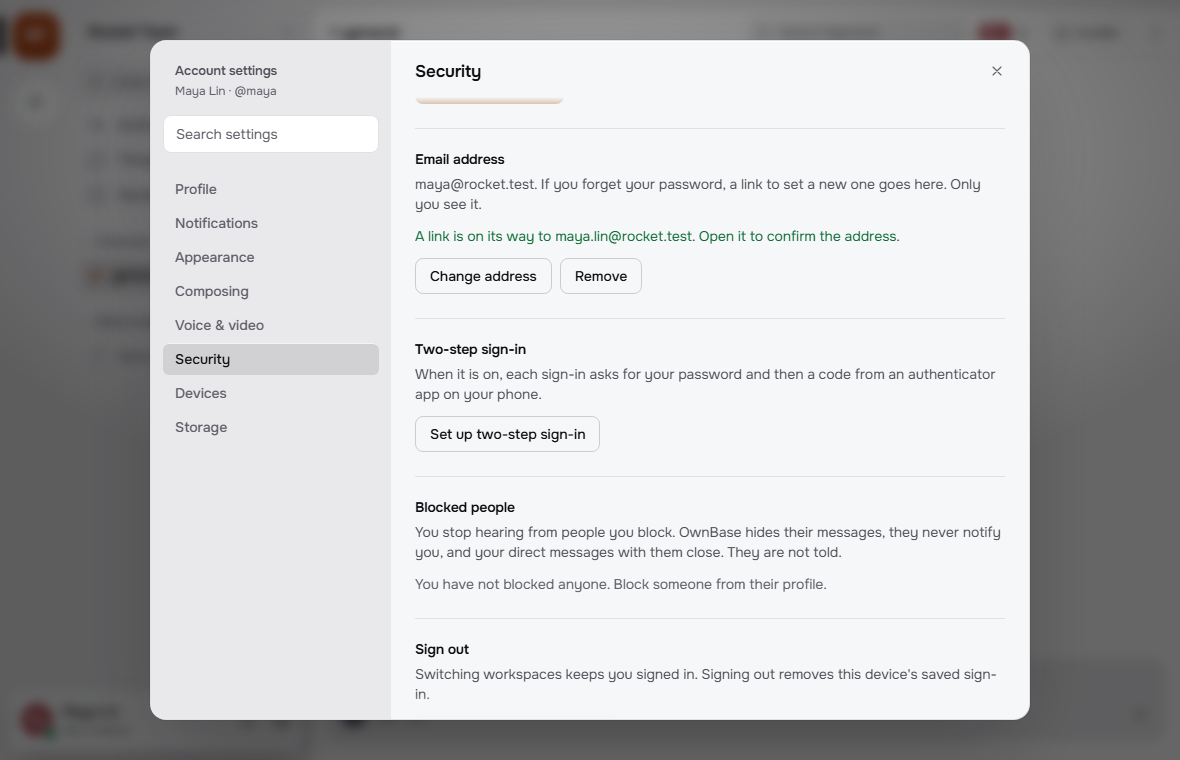 Account settings
Maya Lin · @maya
Search settings
Profile
Notifications
Appearance
Composing
Voice & video
Security
Devices
Storage
Security
Email address
maya@rocket.test. If you forget your password, a link to set a new one goes here. Only
you see it.
A link is on its way to maya.lin@rocket.test. Open it to confirm the address.
Change address
Remove
Two-step sign-in
When it is on, each sign-in asks for your password and then a code from an authenticator
app on your phone.
Set up two-step sign-in
Blocked people
You stop hearing from people you block. OwnBase hides their messages, they never notify
you, and your direct messages with them close. They are not told.
You have not blocked anyone. Block someone from their profile.
Sign out
Switching workspaces keeps you signed in. Signing out removes this device's saved sign-
in.